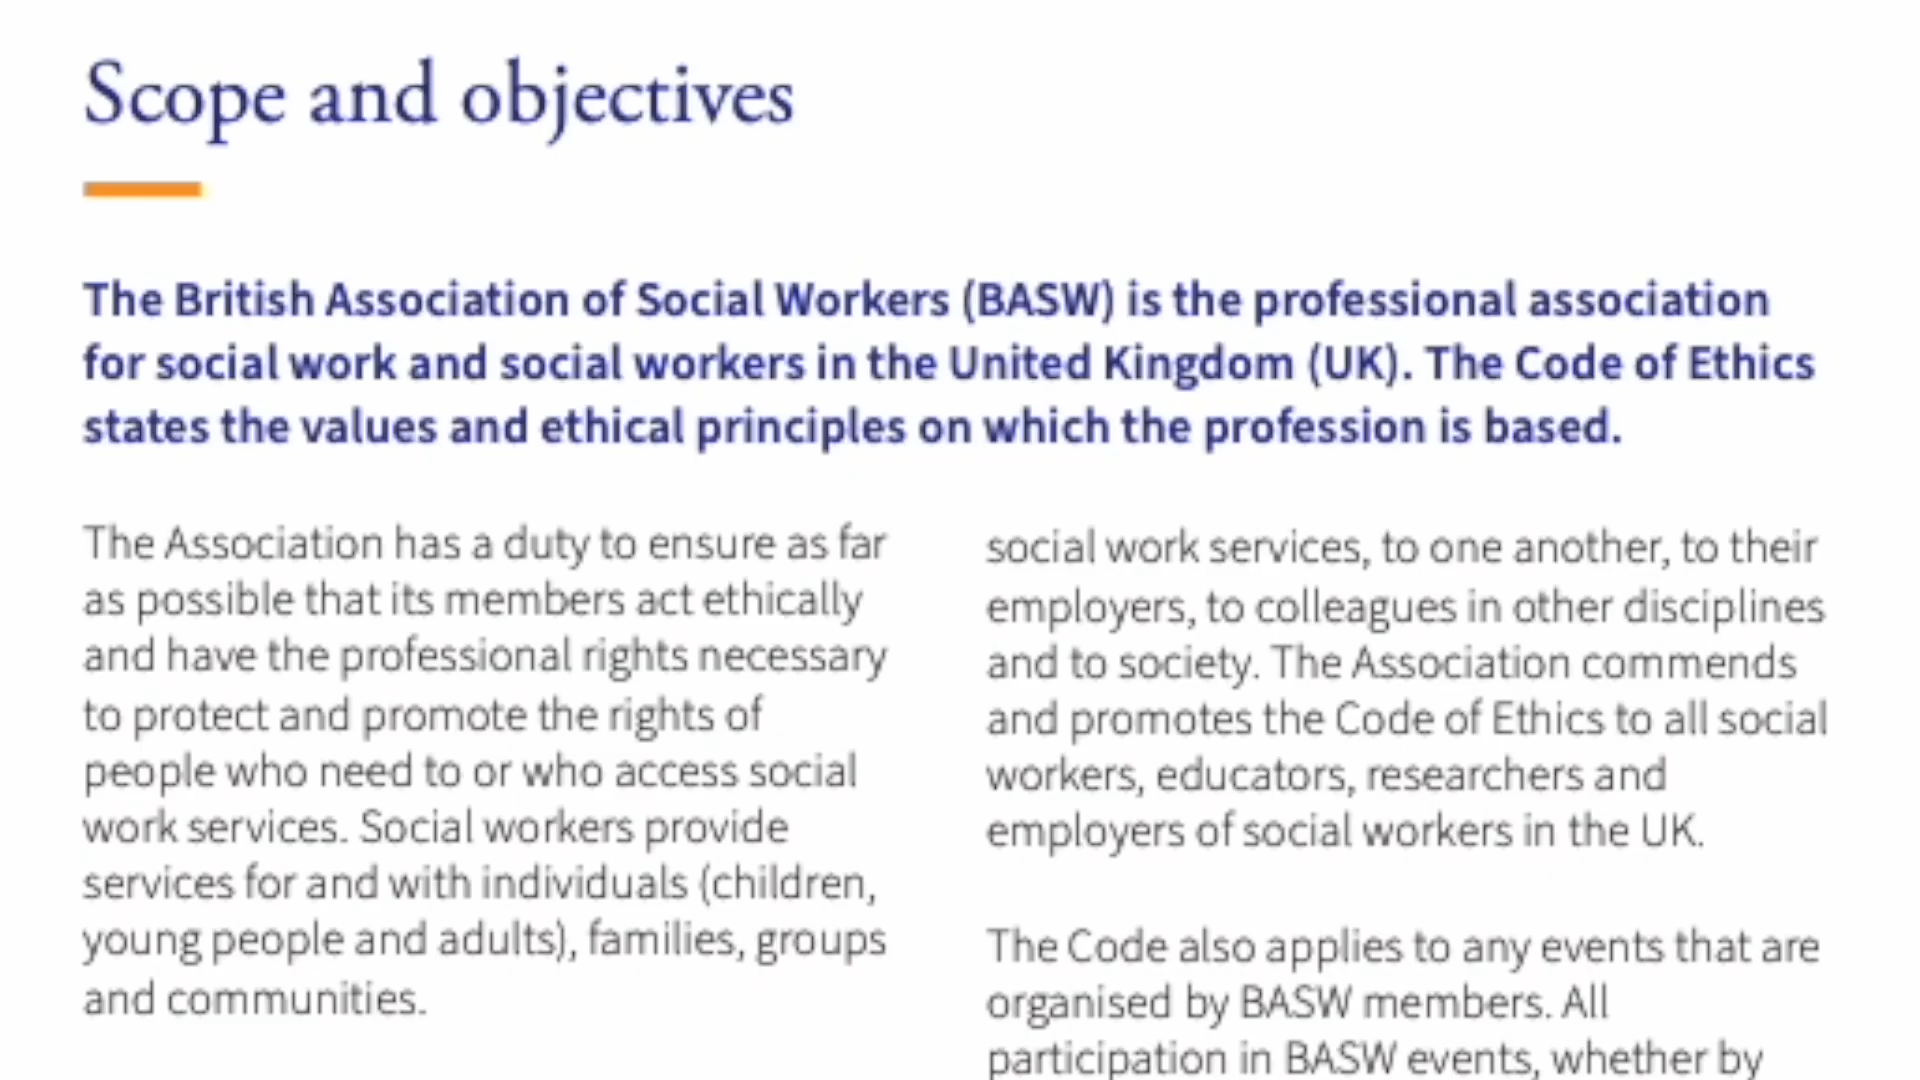 Scope and objectives
The British Association of Social Workers (BASW) is the professional association
for social work and social workers in the United Kingdom (UK). The Code of Ethics
states the values and ethical principles on which the profession is based.
The Association has a duty to ensure as far
as possible that its members act ethically
and have the professional rights necessary
to protect and promote the rights of
people who need to or who access social
work services. Social workers provide
services for and with individuals (children,
young people and adults), families, groups
and communities.
social work services, to one another, to their
employers, to colleagues in other disciplines
and to society. The Association commends
and promotes the Code of Ethics to all social
workers, educators, researchers and
employers of social workers in the UK.
The Code also applies to any events that are
organised by BASW members. All
participation in BASW events, whether by